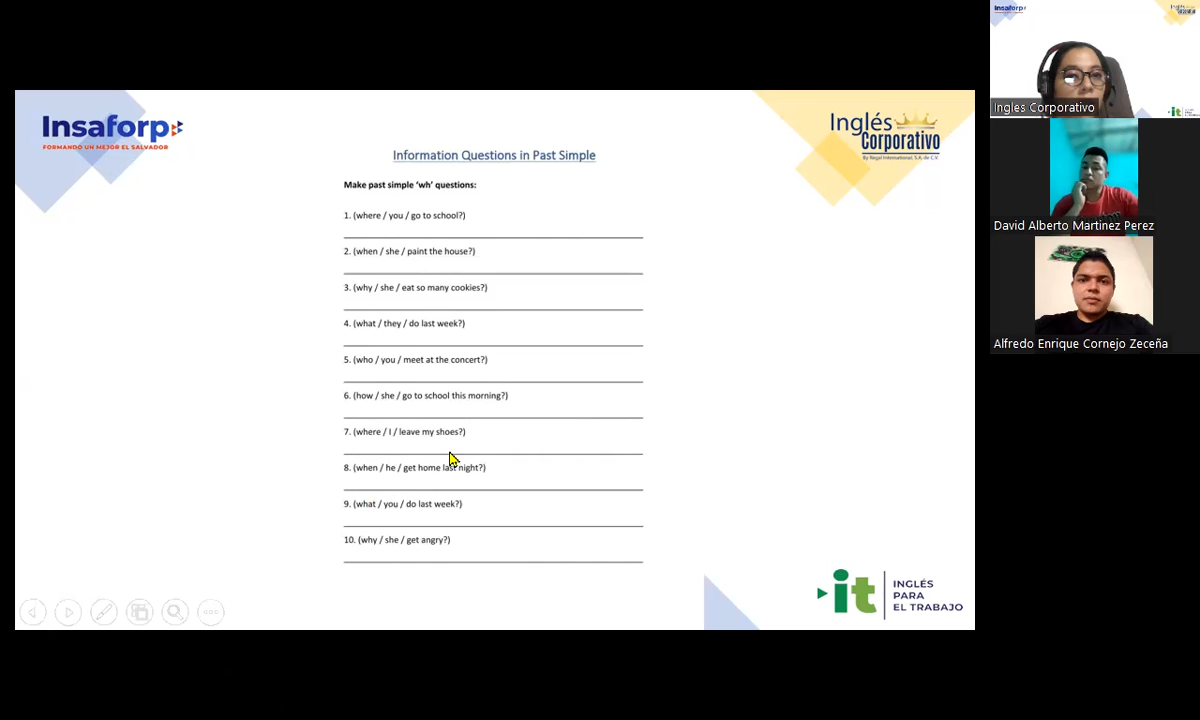 Insaforp
FORMANDO UN MEJOR EL SALVADOR
Inglés
Corporativo
By Regal International, S.A. de C.V.
Information Questions in Past Simple
Make past simple ‘wh’ questions:
1. (where / you / go to school?)
2. (when / she / paint the house?)
3. (why / she / eat so many cookies?)
4. (what / they / do last week?)
5. (who / you / meet at the concert?)
6. (how / she / go to school this morning?)
7. (where / I / leave my shoes?)
8. (when / he / get home last night?)
9. (what / you / do last week?)
10. (why / she / get angry?)
it
INGLÉS
PARA
EL TRABAJO
Insaforp
Inglés
Corporativo
it
Ingles Corporativo
David Alberto Martinez Perez
Alfredo Enrique Cornejo Zeceña